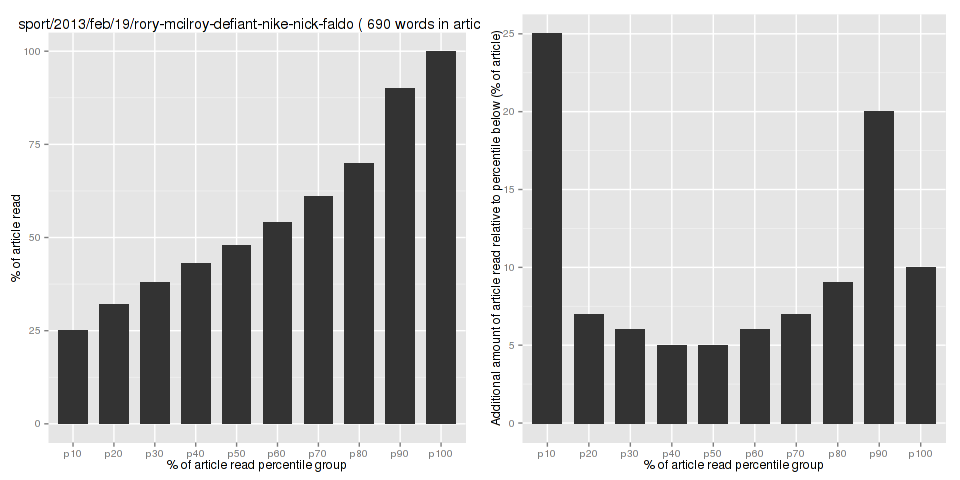 sport/2013/feb/19/rory-mcilroy-defiant-nike-nick-faldo ( 690 words in artic
% of article read
100
75
50
25
0
p10 p20 p30 p40 p50 p60 p70 p80 p90 p100
% of article read percentile group
Additional amount of article read relative to percentile below (% of article)
25
20
15
10
5
0
p10 p20 p30 p40 p50 p60 p70 p80 p90 p100
% of article read percentile group